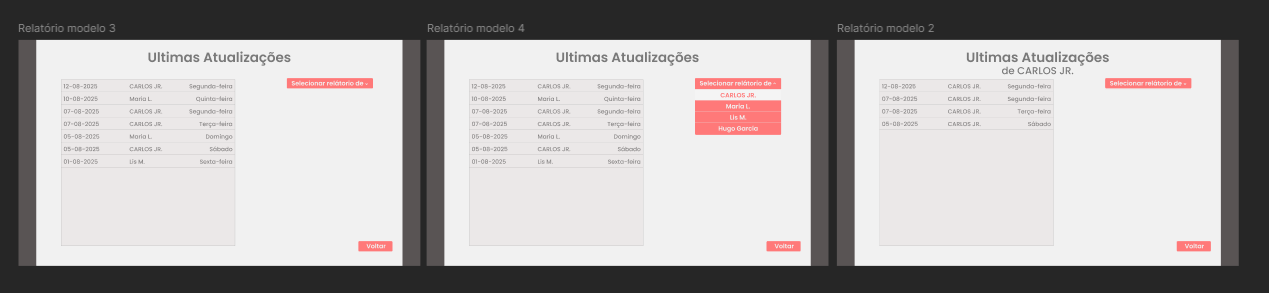 Relatório modelo 3
Ultimas Atualizações
Selecionar relátorio de -
12-08-2025 CARLOS JR. Segunda-feira
10-08-2025 Maria L. Quinta-feira
07-08-2025 CARLOS JR. Segunda-feira
07-08-2025 CARLOS JR. Terça-feira
05-08-2025 Maria L. Domingo
05-08-2025 CARLOS JR. Sábado
01-08-2025 Lis M. Sexta-feira
Voltar
Relatório modelo 4
Ultimas Atualizações
Selecionar relátorio de -
CARLOS JR.
Maria L.
Lis M.
Hugo Garcia
12-08-2025 CARLOS JR. Segunda-feira
10-08-2025 Maria L. Quinta-feira
07-08-2025 CARLOS JR. Segunda-feira
07-08-2025 CARLOS JR. Terça-feira
05-08-2025 Maria L. Domingo
05-08-2025 CARLOS JR. Sábado
01-08-2025 Lis M. Sexta-feira
Voltar
Relatório modelo 2
Ultimas Atualizações
de CARLOS JR.
Selecionar relátorio de -
12-08-2025 CARLOS JR. Segunda-feira
07-08-2025 CARLOS JR. Segunda-feira
07-08-2025 CARLOS JR. Terça-feira
05-08-2025 CARLOS JR. Sábado
Voltar